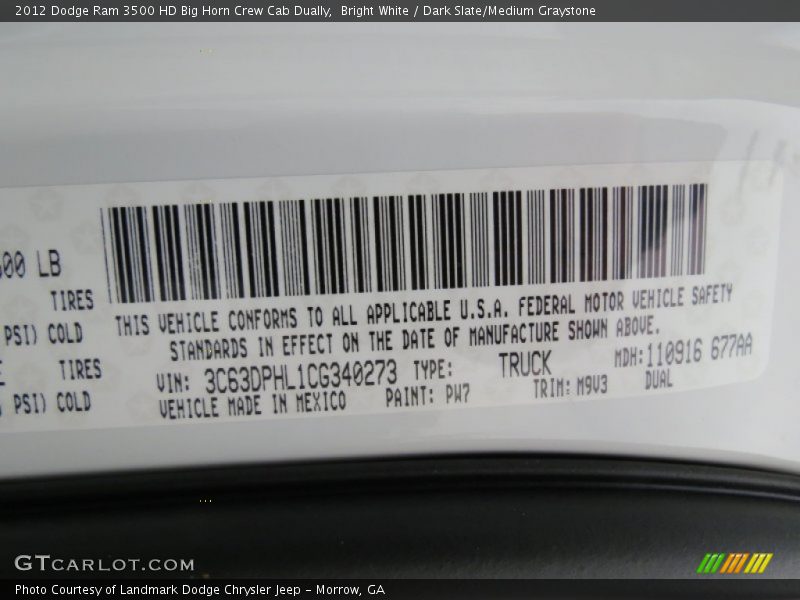 2012 Dodge Ram 3500 HD Big Horn Crew Cab Dually,  Bright White / Dark Slate/Medium Graystone
LB
TIRES
PSI) COLD
TIRES
PSI) COLD
THIS VEHICLE CONFORMS TO ALL APPLICABLE U.S.A. FEDERAL MOTOR VEHICLE SAFETY
STANDARDS IN EFFECT ON THE DATE OF MANUFACTURE SHOWN ABOVE.
VIN: 3C63DPHL1CG340273 TYPE: TRUCK MDH:110916 677AA
VEHICLE MADE IN MEXICO PAINT: PW7 TRIM: M9V3 DUAL
GTCARLOT.COM
Photo Courtesy of Landmark Dodge Chrysler Jeep - Morrow, GA